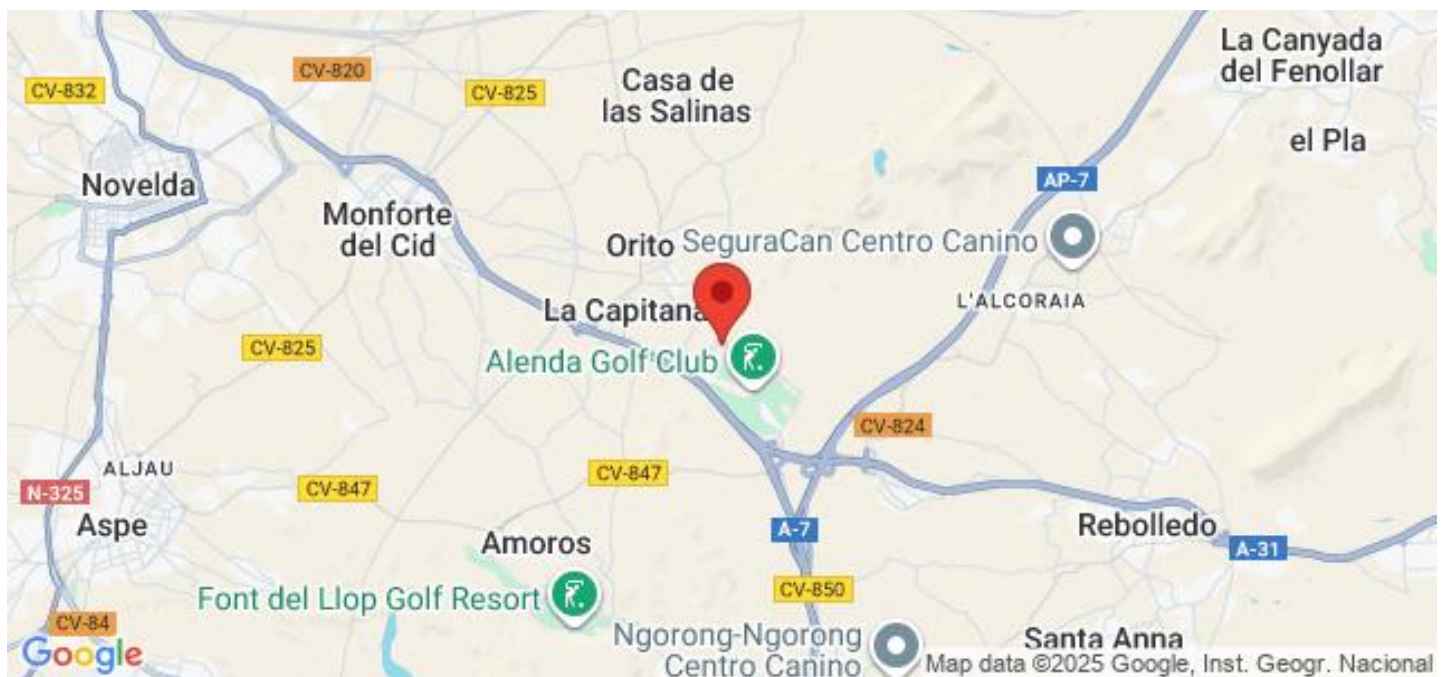 La Canyada
del Fenollar
CV-820
Casa de
las Salinas
CV-832
CV-825
el Pla
Novelda
AP-7
Monforte
del Cid
Orito
SeguraCan Centro Canino
La Capitana
L'ALCORAIA
CV-825
Alenda Golf Club
CV-824
ALJAU
CV-847
CV-847
N-325
Aspe
Amoros
A-7
Rebolledo
A-31
Font del Llop Golf Resort
CV-850
CV-84
Ngorong-Ngorong
Centro Canino
Santa Anna
Google
Map data ©2025 Google, Inst. Geogr. Nacional